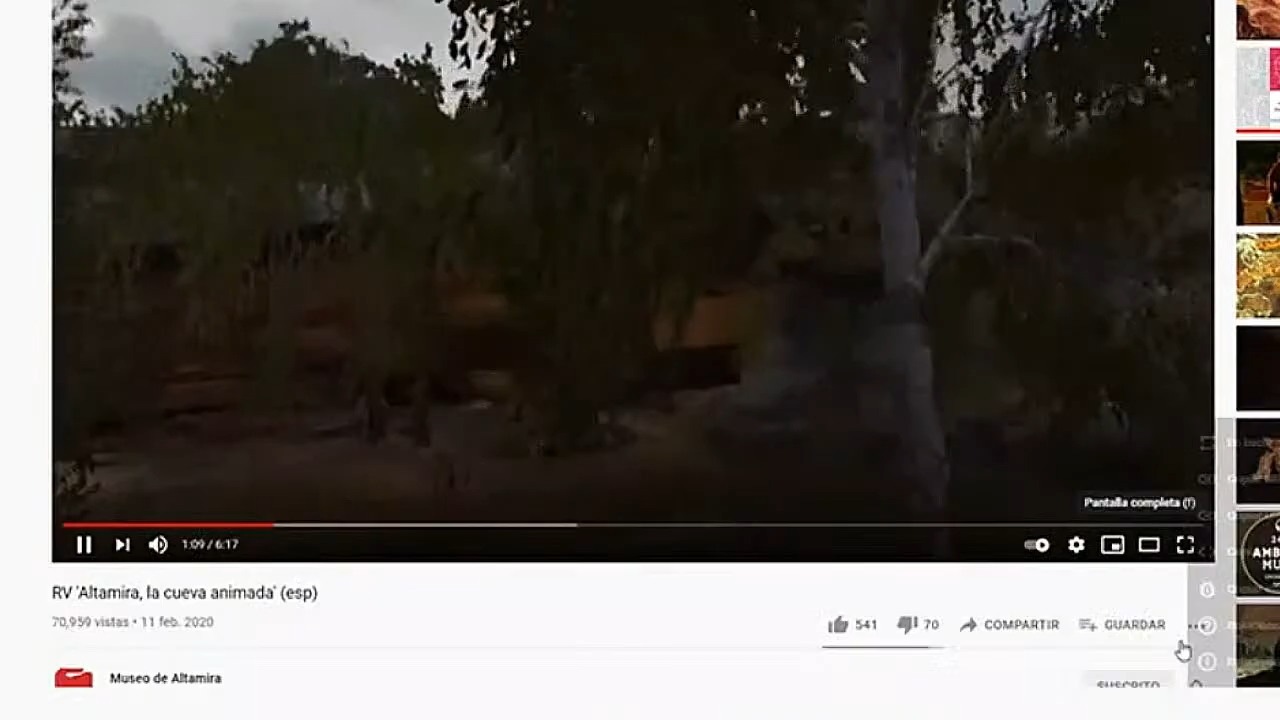 Pantalla completa (f)
1:09 / 6:17
RV 'Altamira, la cueva animada' (esp)
70,959 vistas • 11 feb. 2020
541
70
COMPARTIR
GUARDAR
Museo de Altamira
SUSCRITO